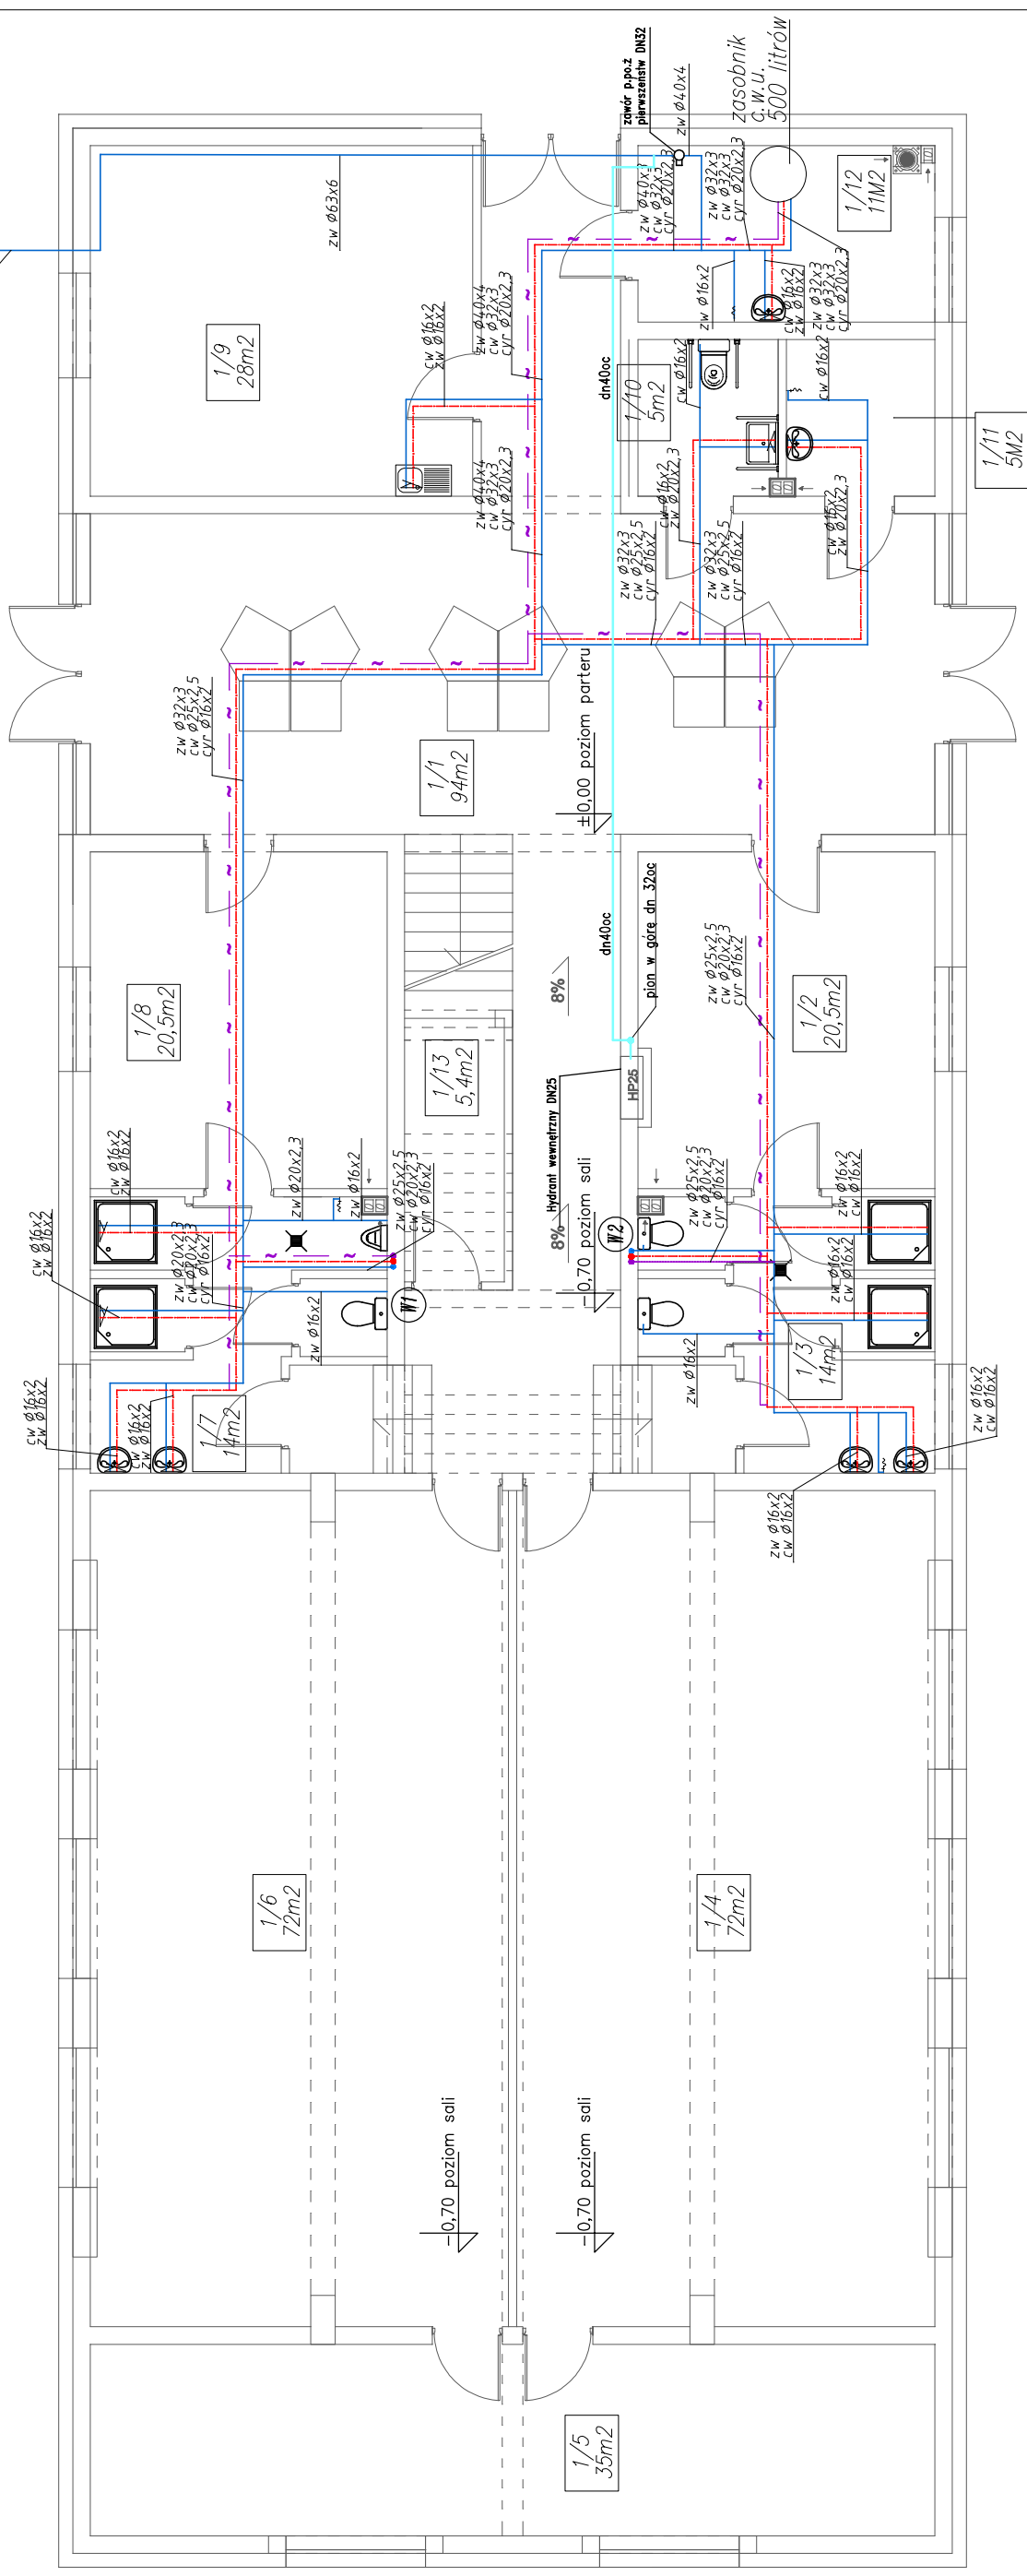 zawór p.poż
pierwszeństw DN32
zw Ø40x4
zasobnik
c.w.u.
500 litrów
zw Ø63x6
zw Ø40x3
cw Ø32x3
cyr Ø20x2,3
zw Ø32x3
cw Ø32x3
cyr Ø20x2,3
1/12
11M2
1/9
28m2
cw Ø16x2
zw Ø16x2
zw Ø40x4
cw Ø32x3
cyr Ø20x2,3
zw Ø16x2
cw Ø16x2
zw Ø16x2
zw Ø32x3
cw Ø32x3
cyr Ø20x2,3
dn40oc
1/10
5m2
cw Ø16x2
cw Ø16x2
1/11
5M2
zw Ø40x4
cw Ø32x3
cyr Ø20x2,3
cw Ø16x2
zw Ø20x2,3
cw Ø16x2
zw Ø20x2,3
zw Ø32x3
cw Ø25x2,5
cyr Ø16x2
zw Ø32x3
cw Ø25x2,5
cyr Ø16x2
zw Ø32x3
cw Ø25x2,5
cyr Ø16x2
±0,00 poziom parteru
1/1
94m2
dn40oc
pion w górę dn 32oc
8%
zw Ø25x2,5
cw Ø20x2,3
cyr Ø16x2
1/8
20,5m2
1/2
20,5m2
1/13
5,4m2
HP25
Hydrant wewnętrzny DN25
8%
-0,70 poziom sali
cw Ø16x2
zw Ø16x2
zw Ø20x2,3
zw Ø16x2
zw Ø25x2,5
cw Ø20x2,3
cyr Ø16x2
zw Ø25x2,5
cw Ø20x2,3
cyr Ø16x2
zw Ø16x2
cw Ø16x2
cw Ø16x2
zw Ø16x2
zw Ø20x2,3
cw Ø20x2,3
cyr Ø16x2
W1
W2
zw Ø16x2
zw Ø16x2
zw Ø16x2
cw Ø16x2
1/3
14m2
cw Ø16x2
zw Ø16x2
cw Ø16x2
zw Ø16x2
1/7
14m2
zw Ø16x2
cw Ø16x2
zw Ø16x2
cw Ø16x2
1/6
72m2
1/4
72m2
-0,70 poziom sali
-0,70 poziom sali
1/5
35m2